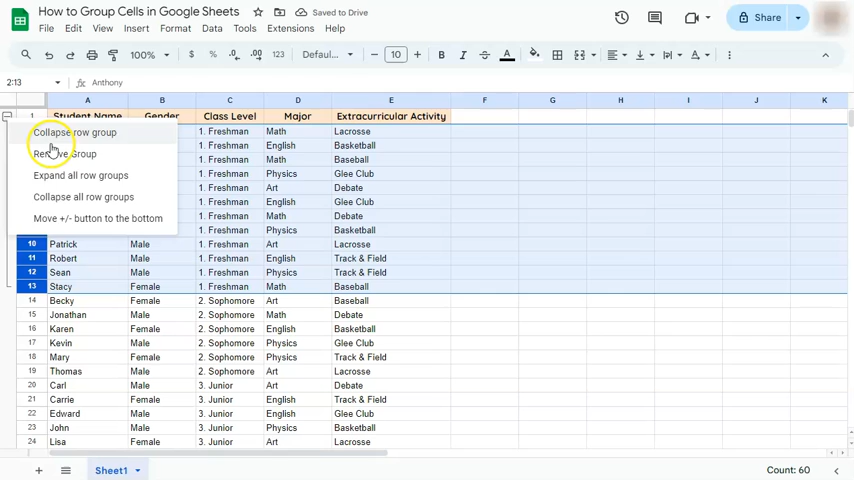 How to Group Cells in Google Sheets Saved to Drive
File Edit View Insert Format Data Tools Extensions Help Share
100% $ % .0 .00 123 Defaul... 10 B I A
2:13 Anthony
A B C D E F G H I J K
1 Student Name Gender Class Level Major Extracurricular Activity
Collapse row group 1. Freshman Math Lacrosse
1. Freshman English Basketball
Remove Group 1. Freshman Math Baseball
Expand all row groups 1. Freshman Physics Glee Club
1. Freshman Art Debate
Collapse all row groups 1. Freshman English Glee Club
Move +/- button to the bottom 1. Freshman Math Debate
1. Freshman Physics Basketball
10 Patrick Male 1. Freshman Art Lacrosse
11 Robert Male 1. Freshman English Track & Field
12 Sean Male 1. Freshman Physics Track & Field
13 Stacy Female 1. Freshman Math Baseball
14 Becky Female 2. Sophomore Art Baseball
15 Jonathan Male 2. Sophomore Math Debate
16 Karen Female 2. Sophomore English Basketball
17 Kevin Male 2. Sophomore Physics Glee Club
18 Mary Female 2. Sophomore Physics Track & Field
19 Thomas Male 2. Sophomore Art Lacrosse
20 Carl Male 3. Junior Art Debate
21 Carrie Female 3. Junior English Track & Field
22 Edward Male 3. Junior English Glee Club
23 John Male 3. Junior Physics Basketball
24 Lisa Female 3. Junior Art Lacrosse
Sheet1 Count: 60